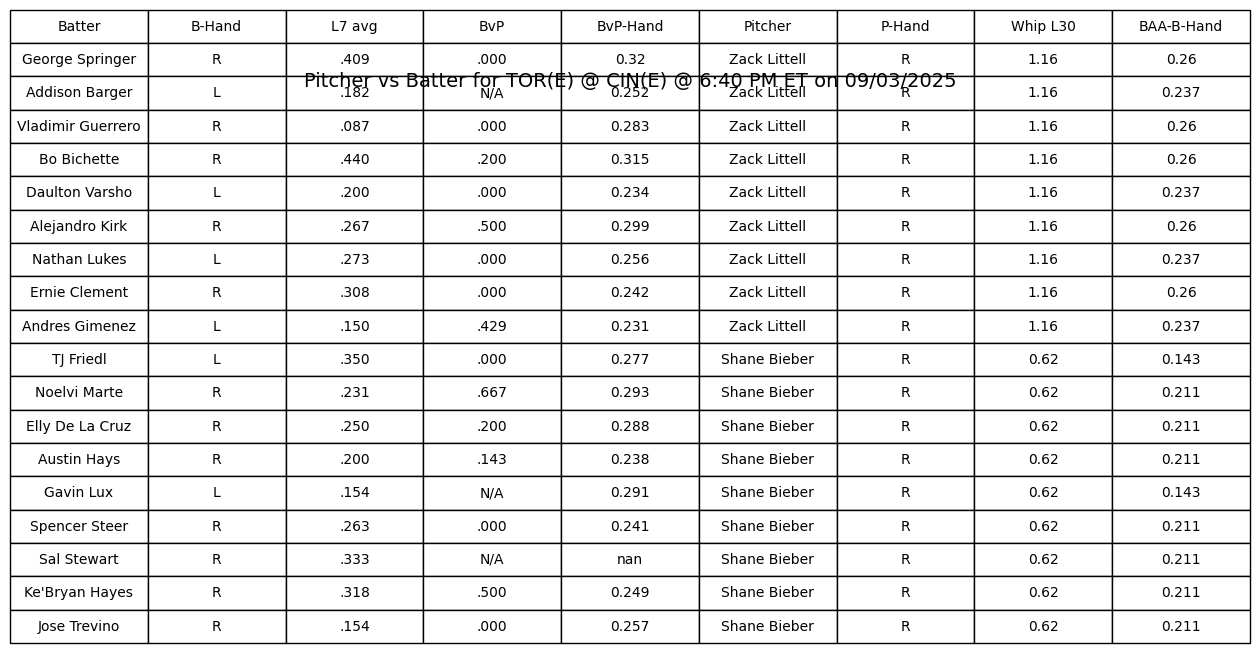 Batter B-Hand L7 avg BvP BvP-Hand Pitcher P-Hand Whip L30 BAA-B-Hand
George Springer R .409 .000 0.32 Zack Littell R 1.16 0.26
Pitcher vs Batter for TOR(E) @ CIN(E) @ 6:40 PM ET on 09/03/2025
Addison Barger L .182 N/A 0.252 Zack Littell R 1.16 0.237
Vladimir Guerrero R .087 .000 0.283 Zack Littell R 1.16 0.26
Bo Bichette R .440 .200 0.315 Zack Littell R 1.16 0.26
Daulton Varsho L .200 .000 0.234 Zack Littell R 1.16 0.237
Alejandro Kirk R .267 .500 0.299 Zack Littell R 1.16 0.26
Nathan Lukes L .273 .000 0.256 Zack Littell R 1.16 0.237
Ernie Clement R .308 .000 0.242 Zack Littell R 1.16 0.26
Andres Gimenez L .150 .429 0.231 Zack Littell R 1.16 0.237
TJ Friedl L .350 .000 0.277 Shane Bieber R 0.62 0.143
Noelvi Marte R .231 .667 0.293 Shane Bieber R 0.62 0.211
Elly De La Cruz R .250 .200 0.288 Shane Bieber R 0.62 0.211
Austin Hays R .200 .143 0.238 Shane Bieber R 0.62 0.211
Gavin Lux L .154 N/A 0.291 Shane Bieber R 0.62 0.143
Spencer Steer R .263 .000 0.241 Shane Bieber R 0.62 0.211
Sal Stewart R .333 N/A nan Shane Bieber R 0.62 0.211
Ke'Bryan Hayes R .318 .500 0.249 Shane Bieber R 0.62 0.211
Jose Trevino R .154 .000 0.257 Shane Bieber R 0.62 0.211